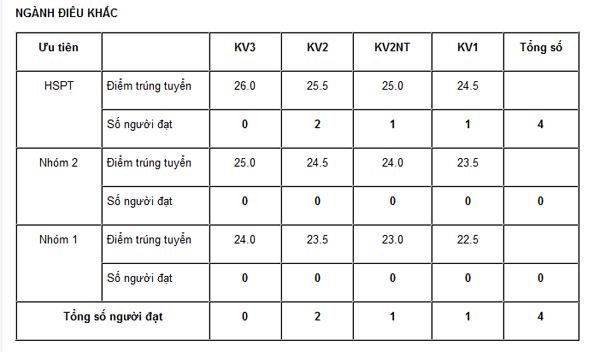 NGÀNH ĐIÊU KHẮC
Ưu tiên KV3 KV2 KV2NT KV1 Tổng số
HSPT Điểm trúng tuyển 26.0 25.5 25.0 24.5
Số người đạt 0 2 1 1 4
Nhóm 2 Điểm trúng tuyển 25.0 24.5 24.0 23.5
Số người đạt 0 0 0 0 0
Nhóm 1 Điểm trúng tuyển 24.0 23.5 23.0 22.5
Số người đạt 0 0 0 0 0
Tổng số người đạt 0 2 1 1 4